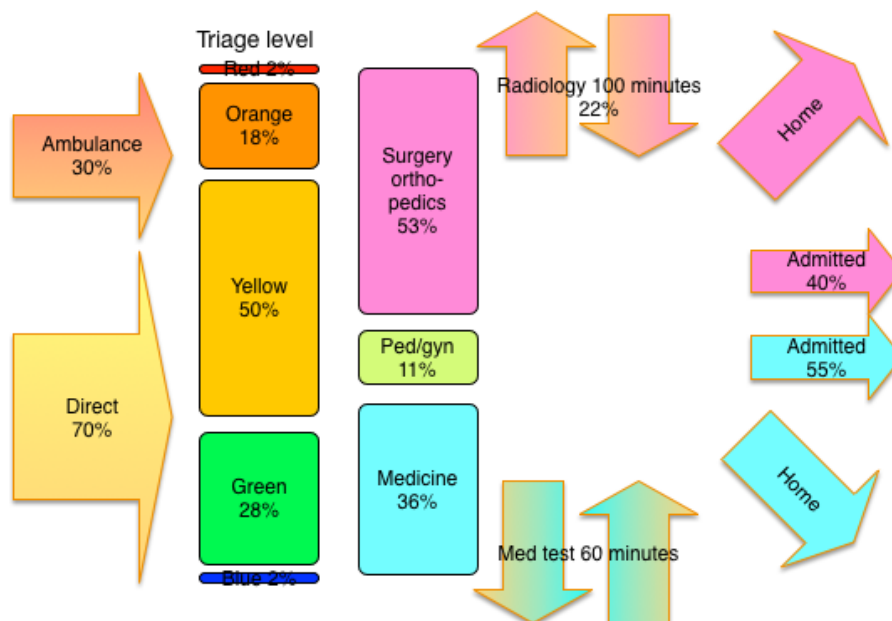 Triage level
Red 2%
Ambulance
30%
Direct
70%
Orange
18%
Yellow
50%
Green
28%
Blue 2%
Surgery
ortho-
pedics
53%
Ped/gyn
11%
Medicine
36%
Radiology 100 minutes
22%
Med test 60 minutes
Home
Admitted
40%
Admitted
55%
Home